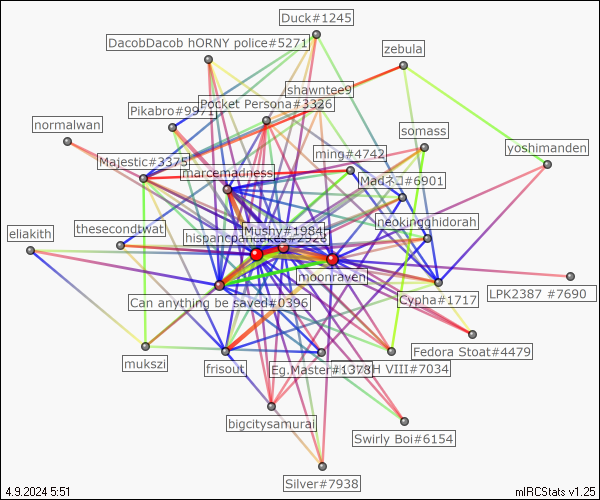 Duck#1245
DacobDacob hORNY police#5271
zebula
shawntee9
Pikabro#9971
Pocket Persona#3326
normalwan
somass
ming#4742
yoshimanden
Majestic#3375
marcemadness
Madネコ#6901
thesecondtwat
Mushy#1984
neokingghidorah
eliakith
hispancpancakes#2528
moonraven
LPK2387 #7690
Can anything be saved#0396
Cypha#1717
Fedora Stoat#4479
mukszi
frisout
Eg.Master#1378
H VIII#7034
bigcitysamurai
Swirly Boi#6154
Silver#7938
4.9.2024 5:51
mIRCStats v1.25